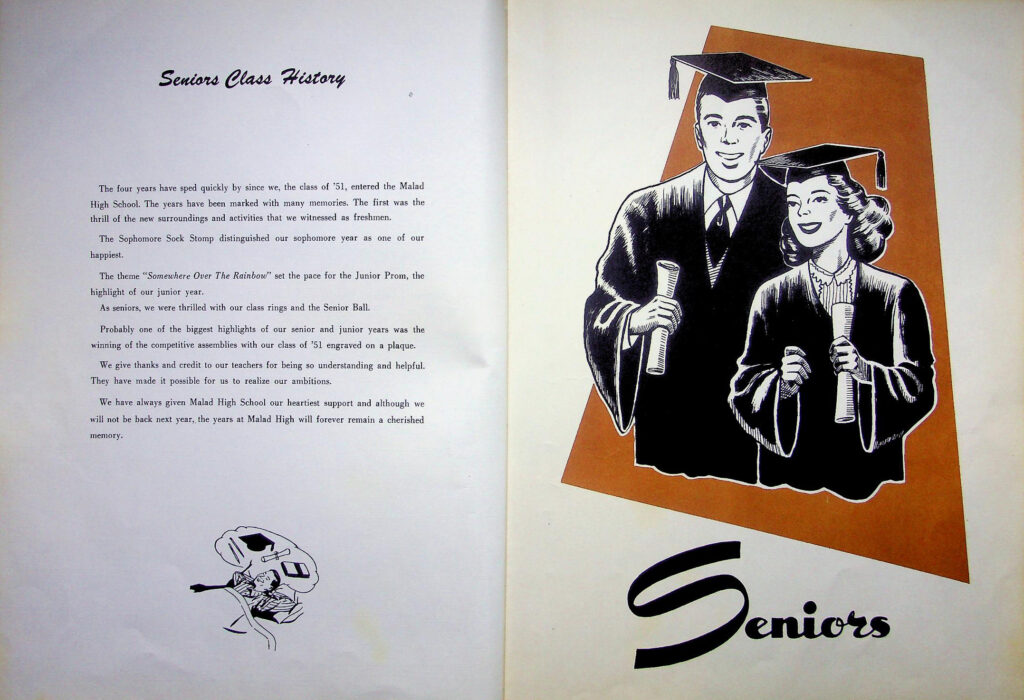 Seniors Class History
The four years have sped quickly by since we, the class of '51, entered the Malad
High School. The years have been marked with many memories. The first was the
thrill of the new surroundings and activities that we witnessed as freshmen.
The Sophomore Sock Stomp distinguished our sophomore year as one of our
happiest.
The theme "Somewhere Over The Rainbow" set the pace for the Junior Prom, the
highlight of our junior year.
As seniors, we were thrilled with our class rings and the Senior Ball.
Probably one of the biggest highlights of our senior and junior years was the
winning of the competitive assemblies with our class of '51 engraved on a plaque.
We give thanks and credit to our teachers for being so understanding and helpful.
They have made it possible for us to realize our ambitions.
We have always given Malad High School our heartiest support and although we
will not be back next year, the years at Malad High will forever remain a cherished
memory.
Seniors